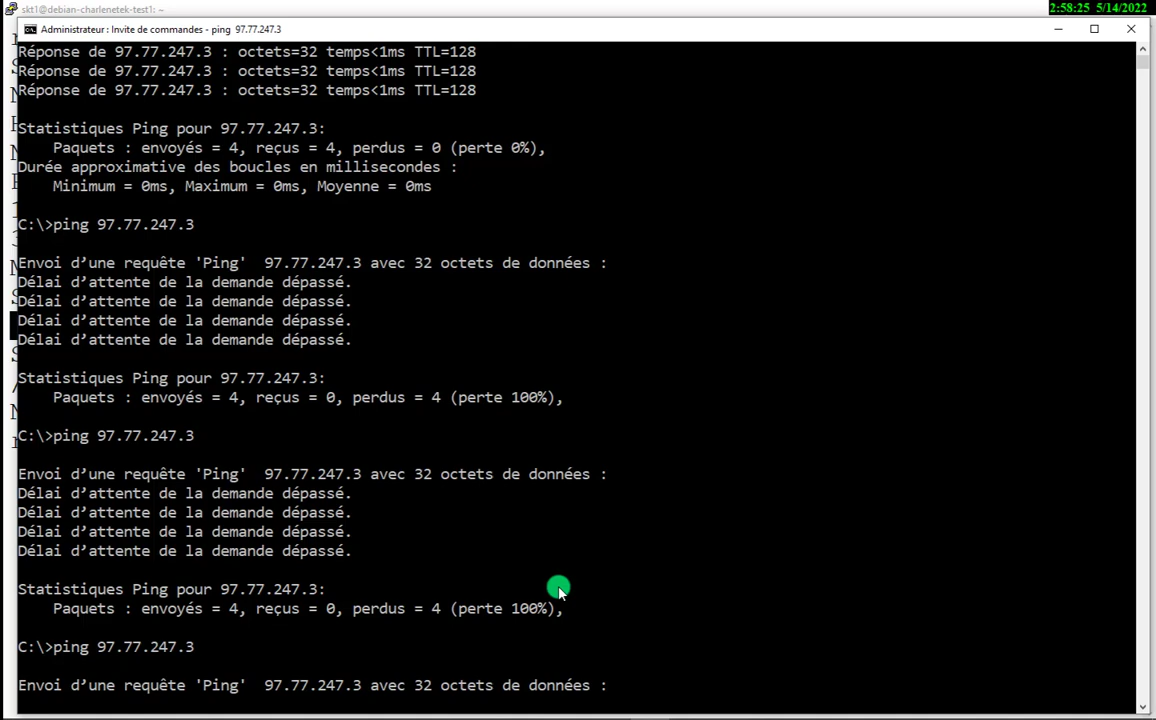 skt1@debian-charlenetek-test1: ~
2:58:25 5/14/2022
Administrateur : Invite de commandes - ping 97.77.247.3
Réponse de 97.77.247.3 : octets=32 temps<1ms TTL=128
Réponse de 97.77.247.3 : octets=32 temps<1ms TTL=128
Réponse de 97.77.247.3 : octets=32 temps<1ms TTL=128
Statistiques Ping pour 97.77.247.3:
Paquets : envoyés = 4, reçus = 4, perdus = 0 (perte 0%),
Durée approximative des boucles en millisecondes :
Minimum = 0ms, Maximum = 0ms, Moyenne = 0ms
C:\>ping 97.77.247.3
Envoi d’une requête 'Ping'  97.77.247.3 avec 32 octets de données :
Délai d’attente de la demande dépassé.
Délai d’attente de la demande dépassé.
Délai d’attente de la demande dépassé.
Délai d’attente de la demande dépassé.
Statistiques Ping pour 97.77.247.3:
Paquets : envoyés = 4, reçus = 0, perdus = 4 (perte 100%),
C:\>ping 97.77.247.3
Envoi d’une requête 'Ping'  97.77.247.3 avec 32 octets de données :
Délai d’attente de la demande dépassé.
Délai d’attente de la demande dépassé.
Délai d’attente de la demande dépassé.
Délai d’attente de la demande dépassé.
Statistiques Ping pour 97.77.247.3:
Paquets : envoyés = 4, reçus = 0, perdus = 4 (perte 100%),
C:\>ping 97.77.247.3
Envoi d’une requête 'Ping'  97.77.247.3 avec 32 octets de données :